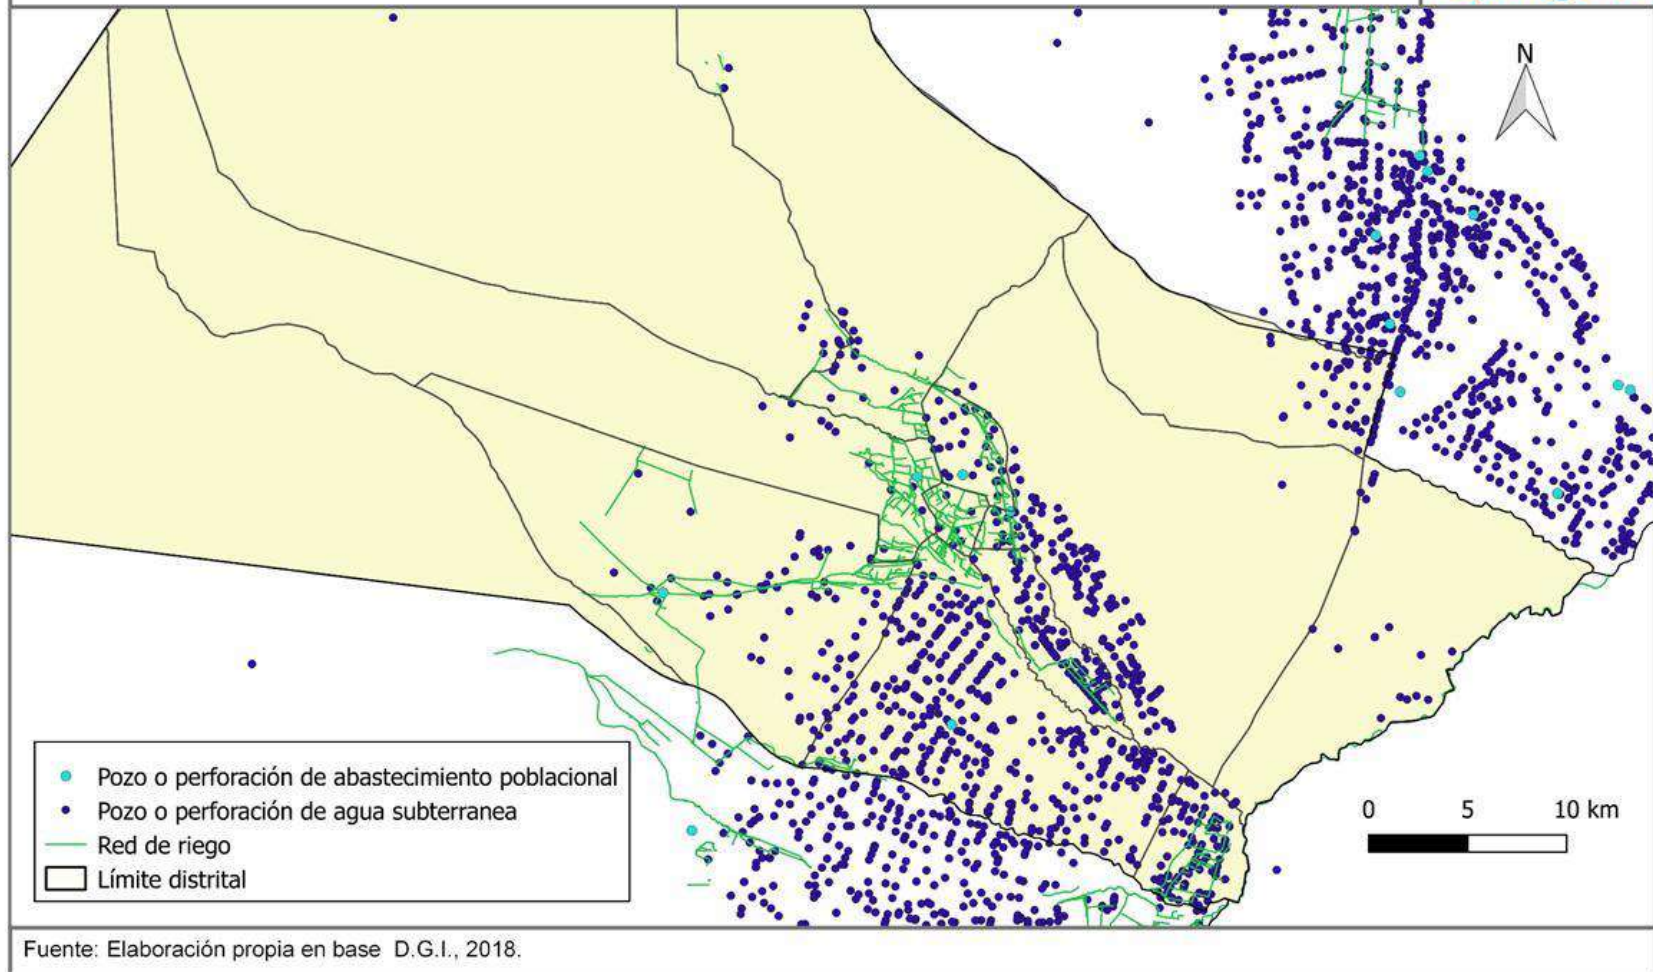 N
Pozo o perforación de abastecimiento poblacional
Pozo o perforación de agua subterranea
Red de riego
Límite distrital
0 5 10 km
Fuente: Elaboración propia en base D.G.I., 2018.